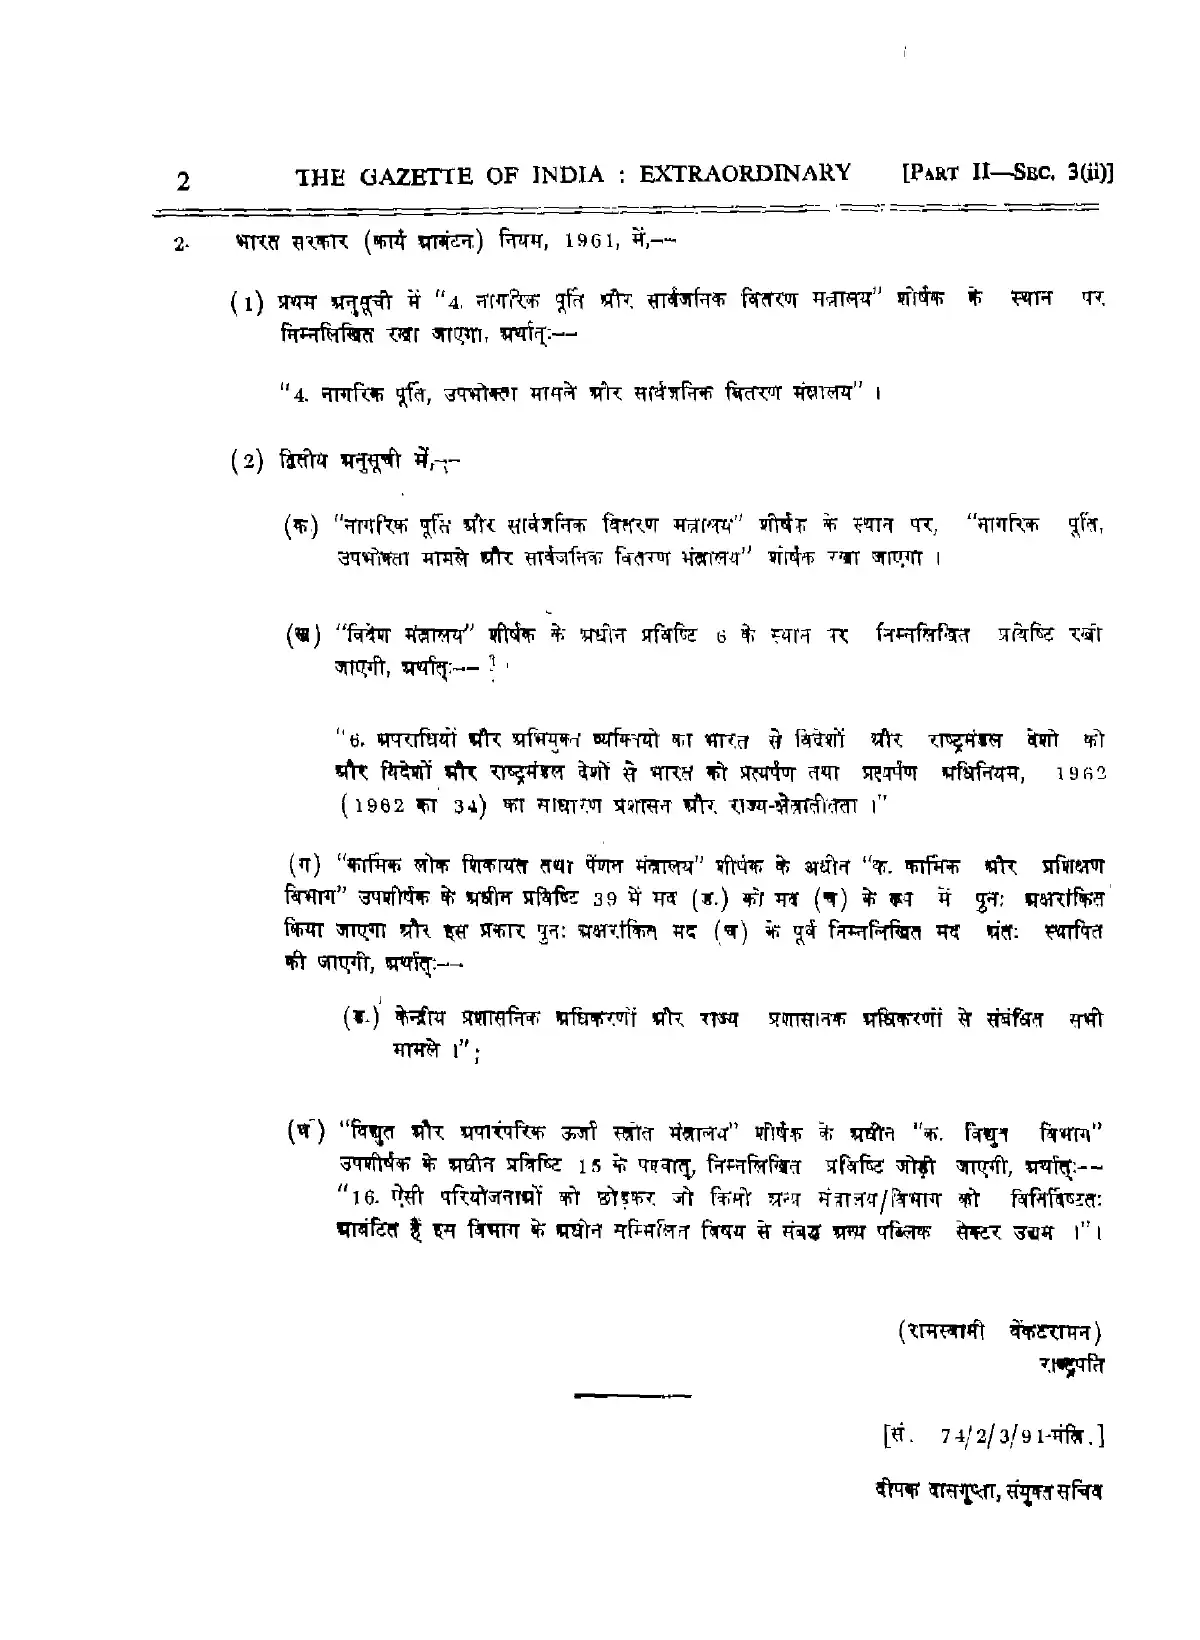 2 THE GAZETTE OF INDIA : EXTRAORDINARY [PART II—SEC. 3(ii)]
2. भारत सरकार (कार्य आबंटन) नियम, 1961, में,--
(1) प्रथम अनुसूची में "4. नागरिक पूर्ति और सार्वजनिक वितरण मंत्रालय" शीर्षक के स्थान पर
निम्नलिखित रखा जाएगा, अर्थात्:--
"4. नागरिक पूर्ति, उपभोक्ता मामले और सार्वजनिक वितरण मंत्रालय" ।
(2) द्वितीय अनुसूची में,--
(क) "नागरिक पूर्ति और सार्वजनिक वितरण मंत्रालय" शीर्षक के स्थान पर, "नागरिक पूर्ति,
उपभोक्ता मामले और सार्वजनिक वितरण मंत्रालय" शीर्षक रखा जाएगा ।
(ख) "विदेश मंत्रालय" शीर्षक के अधीन प्रविष्टि 6 के स्थान पर निम्नलिखित प्रविष्टि रखी
जाएगी, अर्थात्:--
"6. अपराधियों और अभियुक्त व्यक्तियों का भारत से विदेशों और राष्ट्रमंडल देशों को
और विदेशों और राष्ट्रमंडल देशों से भारत को प्रत्यर्पण तथा प्रत्यर्पण अधिनियम, 1962
(1962 का 34) का साधारण प्रशासन और राज्य-क्षेत्रातीतता ।"
(ग) "कार्मिक लोक शिकायत तथा पेंशन मंत्रालय" शीर्षक के अधीन "क. कार्मिक और प्रशिक्षण
विभाग" उपशीर्षक के अधीन प्रविष्टि 39 में मद (ङ.) को मद (च) के रूप में पुनः अक्षरांकित
किया जाएगा और इस प्रकार पुनः अक्षरांकित मद (च) के पूर्व निम्नलिखित मद अंतः स्थापित
की जाएगी, अर्थात्:--
(ङ.) केन्द्रीय प्रशासनिक अधिकरणों और राज्य प्रशासनिक अधिकरणों से संबंधित सभी
मामले ।";
(घ) "विद्युत और अपारंपरिक ऊर्जा स्त्रोत मंत्रालय" शीर्षक के अधीन "क. विद्युत विभाग"
उपशीर्षक के अधीन प्रविष्टि 15 के पश्चात्, निम्नलिखित प्रविष्टि जोड़ी जाएगी, अर्थात्:--
"16. ऐसी परियोजनाओं को छोड़कर जो किसी अन्य मंत्रालय/विभाग को विनिर्दिष्टतः
आबंटित हैं इस विभाग के अधीन सम्मिलित विषय से संबद्ध अन्य पब्लिक सेक्टर उद्यम ।"।
(रामस्वामी वेंकटरामन)
राष्ट्रपति
[सं. 74/2/3/91-मंत्रि.]
दीपक दासगुप्ता, संयुक्त सचिव